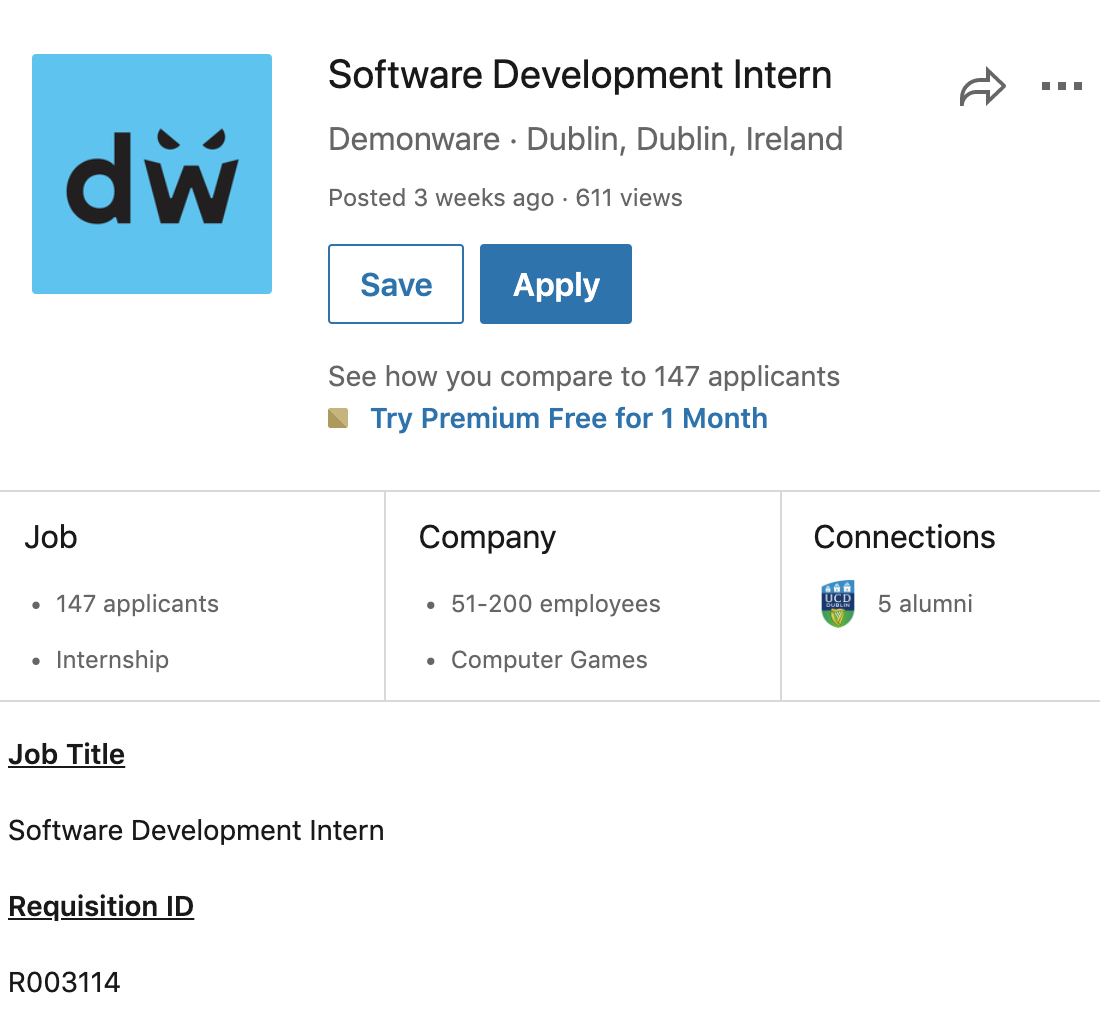 dw
Software Development Intern
Demonware · Dublin, Dublin, Ireland
Posted 3 weeks ago · 611 views
Save
Apply
See how you compare to 147 applicants
Try Premium Free for 1 Month
Job
• 147 applicants
• Internship
Company
• 51-200 employees
• Computer Games
Connections
UCD
DUBLIN
5 alumni
Job Title
Software Development Intern
Requisition ID
R003114